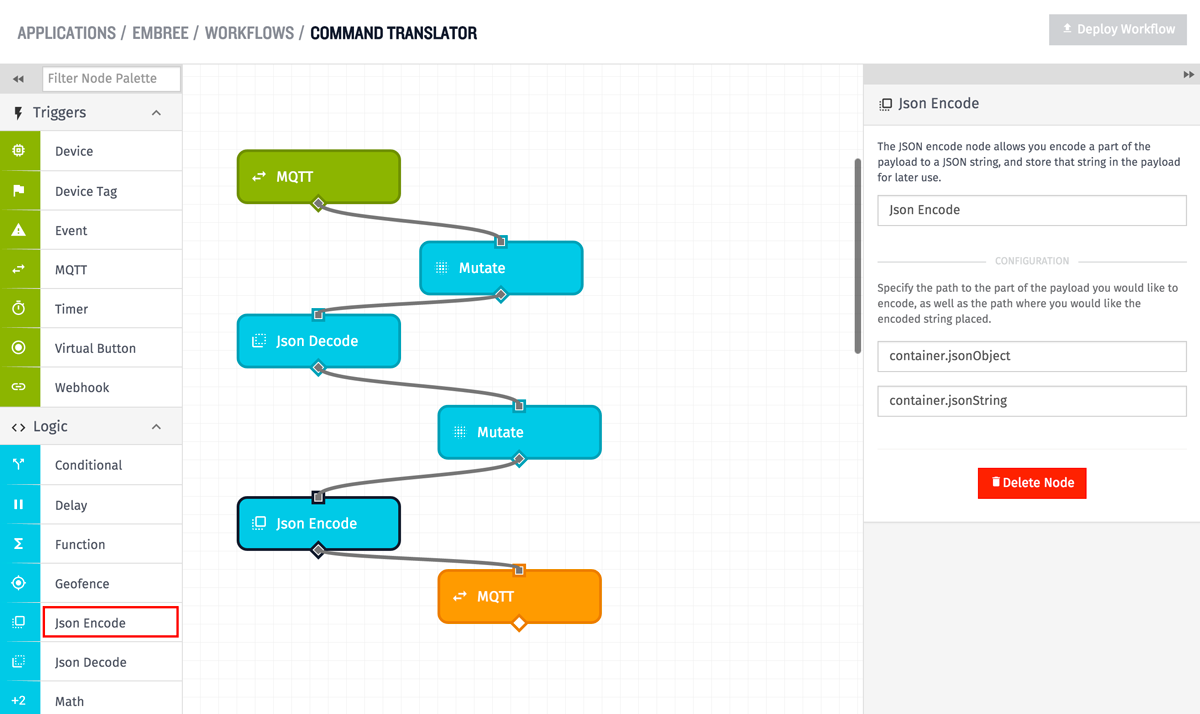 APPLICATIONS / EMBREE / WORKFLOWS / COMMAND TRANSLATOR
Deploy Workflow
Filter Node Palette
Triggers
Device
Device Tag
Event
MQTT
Timer
Virtual Button
Webhook
Logic
Conditional
Delay
Function
Geofence
Json Encode
Json Decode
+2 Math
MQTT
Mutate
Json Decode
Mutate
Json Encode
MQTT
Json Encode
The JSON encode node allows you encode a part of the
payload to a JSON string, and store that string in the payload
for later use.
Json Encode
CONFIGURATION
Specify the path to the part of the payload you would like to
encode, as well as the path where you would like the
encoded string placed.
container.jsonObject
container.jsonString
Delete Node